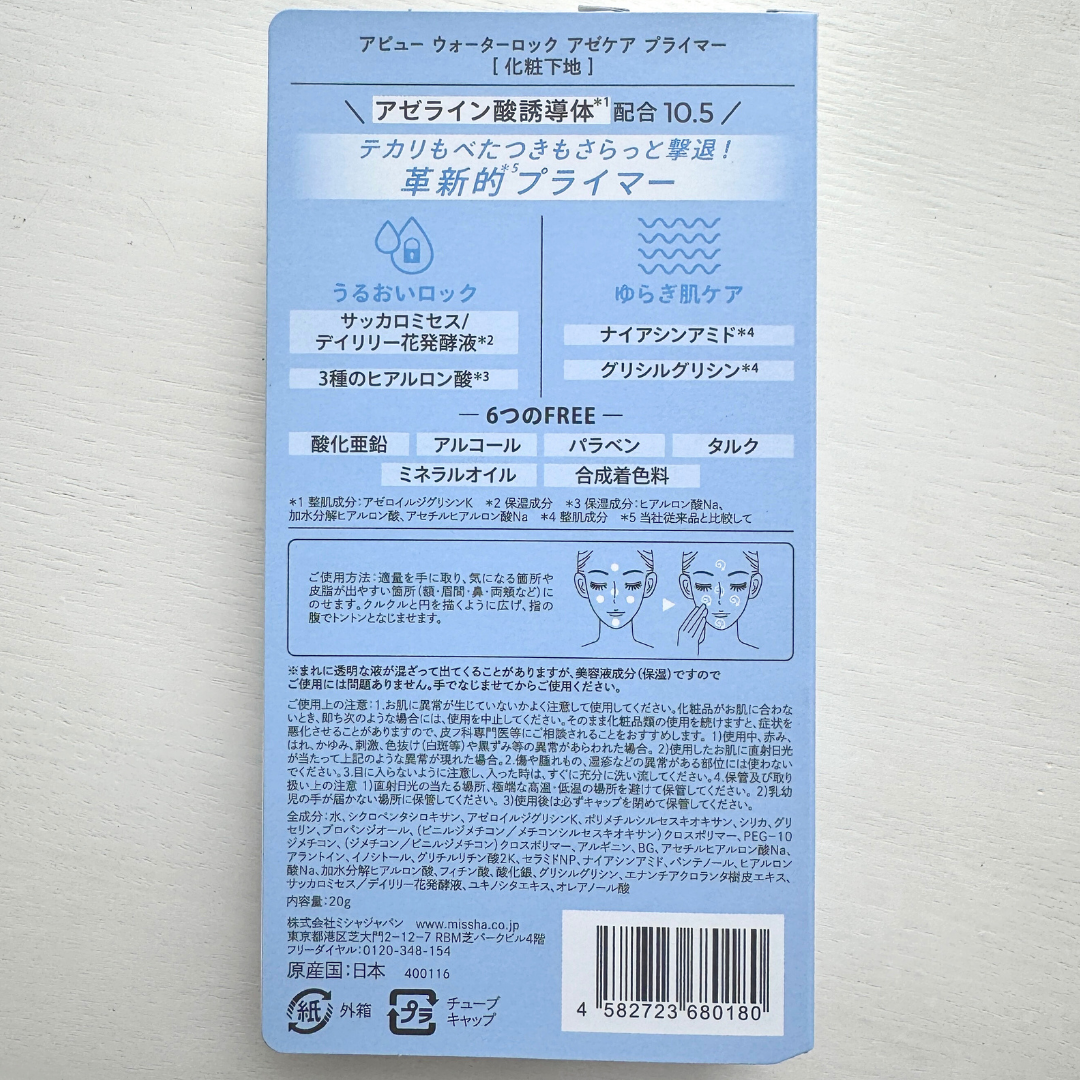 アピュー ウォーターロック アゼケア プライマー
[ 化粧下地 ]
＼ アゼライン酸誘導体*1 配合 10.5 ／
テカリもべたつきもさらっと撃退！
革新的*5プライマー
うるおいロック
サッカロミセス/
デイリリー花発酵液*2
3種のヒアルロン酸*3
ゆらぎ肌ケア
ナイアシンアミド*4
グリシルグリシン*4
— 6つのFREE —
酸化亜鉛 アルコール パラベン タルク
ミネラルオイル 合成着色料
*1 整肌成分：アゼロイルジグリシンK *2 保湿成分 *3 保湿成分：ヒアルロン酸Na、
加水分解ヒアルロン酸、アセチルヒアルロン酸Na *4 整肌成分 *5 当社従来品と比較して
ご使用方法：適量を手に取り、気になる箇所や
皮脂が出やすい箇所（額・眉間・鼻・両頬など）に
のせます。クルクルと円を描くように広げ、指の
腹でトントンとなじませます。
※まれに透明な液が混ざって出てくることがありますが、美容液成分（保湿）ですので
ご使用には問題ありません。手でなじませてからご使用ください。
ご使用上の注意：1.お肌に異常が生じていないかよく注意して使用してください。化粧品がお肌に合わな
いとき、即ち次のような場合には、使用を中止してください。そのまま化粧品類の使用を続けますと、症状を
悪化させることがありますので、皮フ科専門医等にご相談されることをおすすめします。 1)使用中、赤み、
はれ、かゆみ、刺激、色抜け（白斑等）や黒ずみ等の異常があらわれた場合。 2)使用したお肌に直射日光
が当たって上記のような異常が現れた場合。2.傷や腫れもの、湿疹などの異常がある部位には使わない
でください。3.目に入らないように注意し、入った時は、すぐに充分に洗い流してください。4.保管及び取り
扱い上の注意 1)直射日光の当たる場所、極端な高温・低温の場所を避けて保管してください。 2)乳幼
児の手が届かない場所に保管してください。 3)使用後は必ずキャップを閉めて保管してください。
全成分：水、シクロペンタシロキサン、アゼロイルジグリシンK、ポリメチルシルセスキオキサン、シリカ、グリ
セリン、プロパンジオール、（ビニルジメチコン／メチコンシルセスキオキサン）クロスポリマー、PEG-10
ジメチコン、（ジメチコン／ビニルジメチコン）クロスポリマー、アルギニン、BG、アセチルヒアルロン酸Na、
アラントイン、イノシトール、グリチルリチン酸2K、セラミドNP、ナイアシンアミド、パンテノール、ヒアルロン
酸Na、加水分解ヒアルロン酸、フィチン酸、酸化銀、グリシルグリシン、エナンチアクロランタ樹皮エキス、
サッカロミセス／デイリリー花発酵液、ユキノシタエキス、オレアノール酸
内容量：20g
株式会社ミシャジャパン www.missha.co.jp
東京都港区芝大門2-12-7 RBM芝パークビル4階
フリーダイヤル：0120-348-154
原産国：日本 400116
紙 外箱 プラ チューブ
キャップ
4 582723 680180